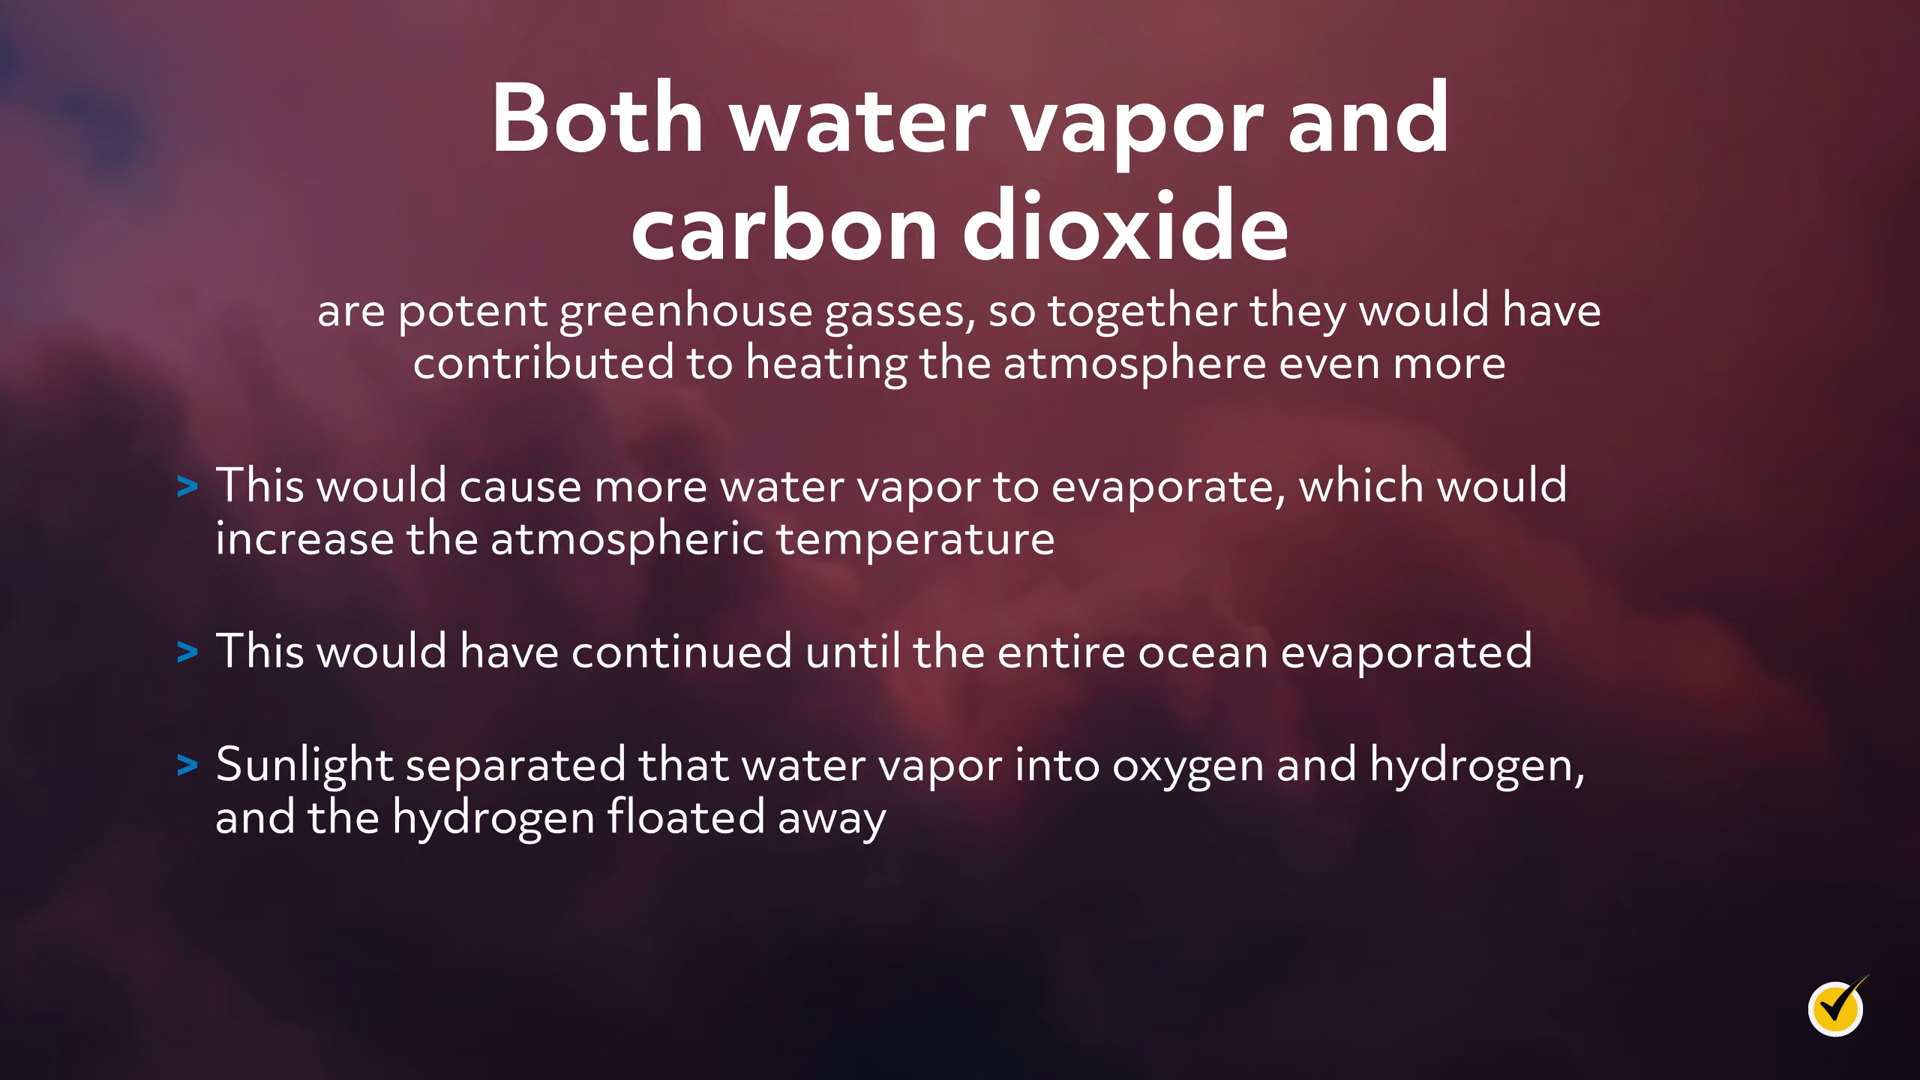 Both water vapor and
carbon dioxide
are potent greenhouse gasses, so together they would have
contributed to heating the atmosphere even more
> This would cause more water vapor to evaporate, which would
increase the atmospheric temperature
> This would have continued until the entire ocean evaporated
> Sunlight separated that water vapor into oxygen and hydrogen,
and the hydrogen floated away